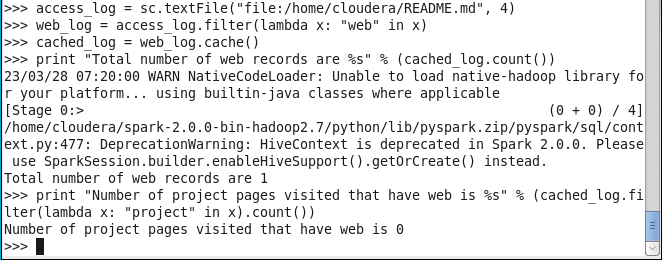 >>> access_log = sc.textFile("file:/home/cloudera/README.md", 4)
>>> web_log = access_log.filter(lambda x: "web" in x)
>>> cached_log = web_log.cache()
>>> print "Total number of web records are %s" % (cached_log.count())
23/03/28 07:20:00 WARN NativeCodeLoader: Unable to load native-hadoop library fo
r your platform... using builtin-java classes where applicable
[Stage 0:>                                                          (0 + 0) / 4]
/home/cloudera/spark-2.0.0-bin-hadoop2.7/python/lib/pyspark.zip/pyspark/sql/cont
ext.py:477: DeprecationWarning: HiveContext is deprecated in Spark 2.0.0. Please
 use SparkSession.builder.enableHiveSupport().getOrCreate() instead.
Total number of web records are 1
>>> print "Number of project pages visited that have web is %s" % (cached_log.fi
lter(lambda x: "project" in x).count())
Number of project pages visited that have web is 0
>>>